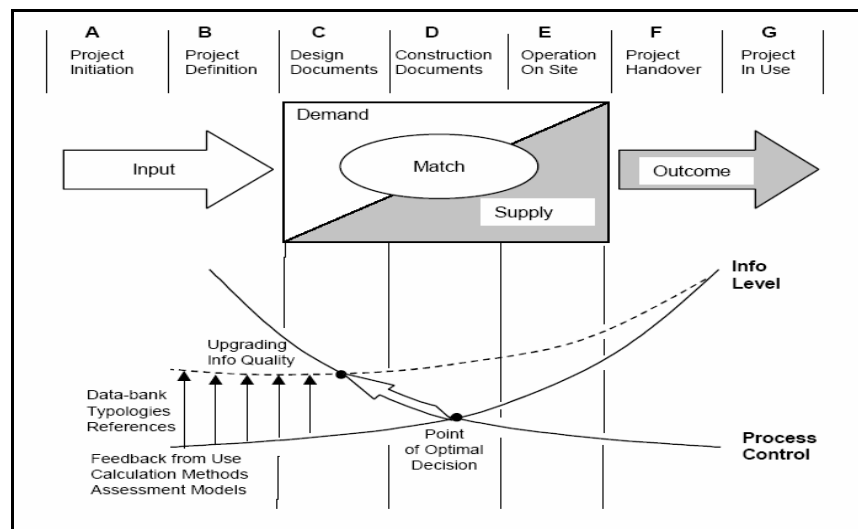 A B C D E F G
Project Project Design Construction Operation Project Project
Initiation Definition Documents Documents On Site Handover In Use
Demand
Input
Match
Outcome
Supply
Info
Level
Upgrading
Info Quality
Data-bank
Typologies
References
Point
of Optimal
Decision
Process
Control
Feedback from Use
Calculation Methods
Assessment Models